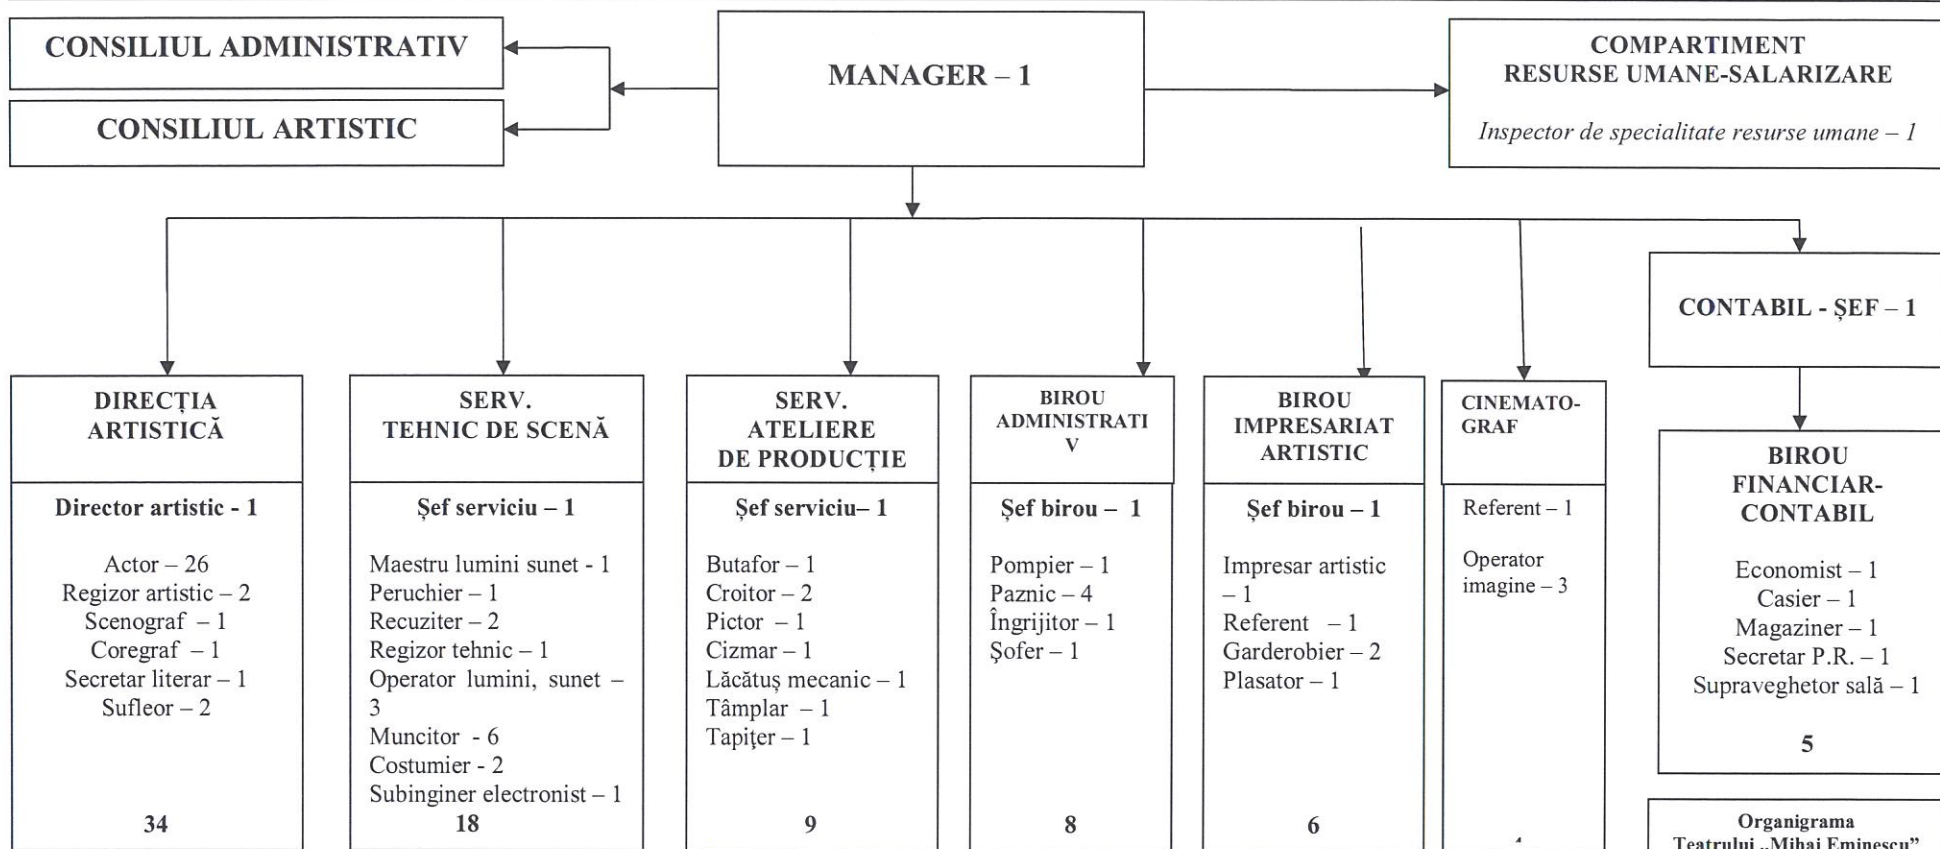 CONSILIUL ADMINISTRATIV
CONSILIUL ARTISTIC
MANAGER – 1
COMPARTIMENT
RESURSE UMANE-SALARIZARE
Inspector de specialitate resurse umane – 1
CONTABIL - ȘEF – 1
DIRECȚIA
ARTISTICĂ
Director artistic - 1
Actor – 26
Regizor artistic – 2
Scenograf – 1
Coregraf – 1
Secretar literar – 1
Sufleor – 2
34
SERV.
TEHNIC DE SCENĂ
Șef serviciu – 1
Maestru lumini sunet - 1
Peruchier – 1
Recuziter – 2
Regizor tehnic – 1
Operator lumini, sunet –
3
Muncitor - 6
Costumier - 2
Subinginer electronist – 1
18
SERV.
ATELIERE
DE PRODUCȚIE
Șef serviciu– 1
Butafor – 1
Croitor – 2
Pictor – 1
Cizmar – 1
Lăcătuș mecanic – 1
Tâmplar – 1
Tapiţer – 1
9
BIROU
ADMINISTRATI
V
Șef birou – 1
Pompier – 1
Paznic – 4
Îngrijitor – 1
Şofer – 1
8
BIROU
IMPRESARIAT
ARTISTIC
Șef birou – 1
Impresar artistic
– 1
Referent – 1
Garderobier – 2
Plasator – 1
6
CINEMATO-
GRAF
Referent – 1
Operator
imagine – 3
BIROU
FINANCIAR-
CONTABIL
Economist – 1
Casier – 1
Magaziner – 1
Secretar P.R. – 1
Supraveghetor sală – 1
5
Organigrama
Teatrului „Mihai Eminescu”